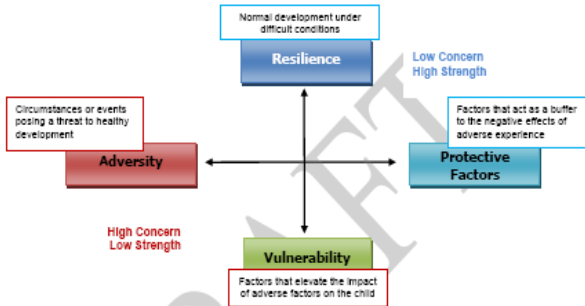 Normal development under
difficult conditions
Resilience
Low Concern
High Strength
Circumstances or events
posing a threat to healthy
development
Adversity
Factors that act as a buffer
to the negative effects of
adverse experience
Protective
Factors
High Concern
Low Strength
Vulnerability
Factors that elevate the impact
of adverse factors on the child
DRAFT